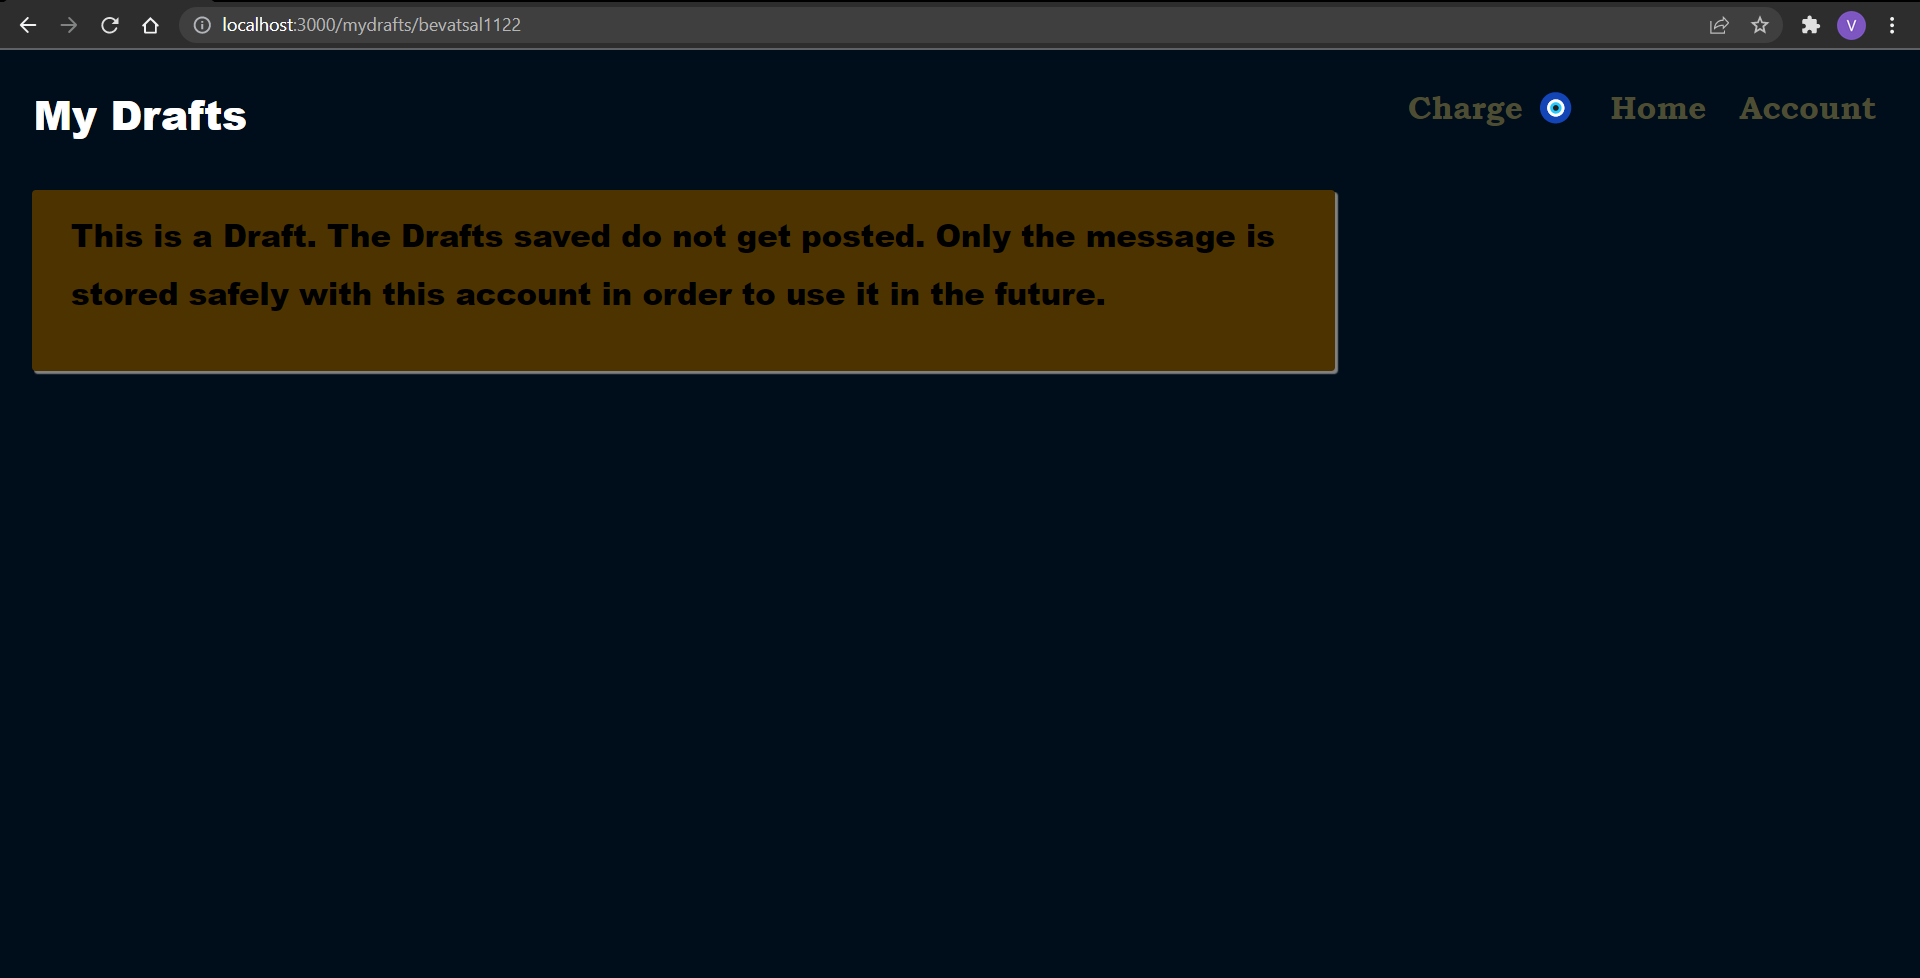 localhost:3000/mydrafts/bevatsal1122
V
My Drafts
Charge Home Account
This is a Draft. The Drafts saved do not get posted. Only the message is
stored safely with this account in order to use it in the future.